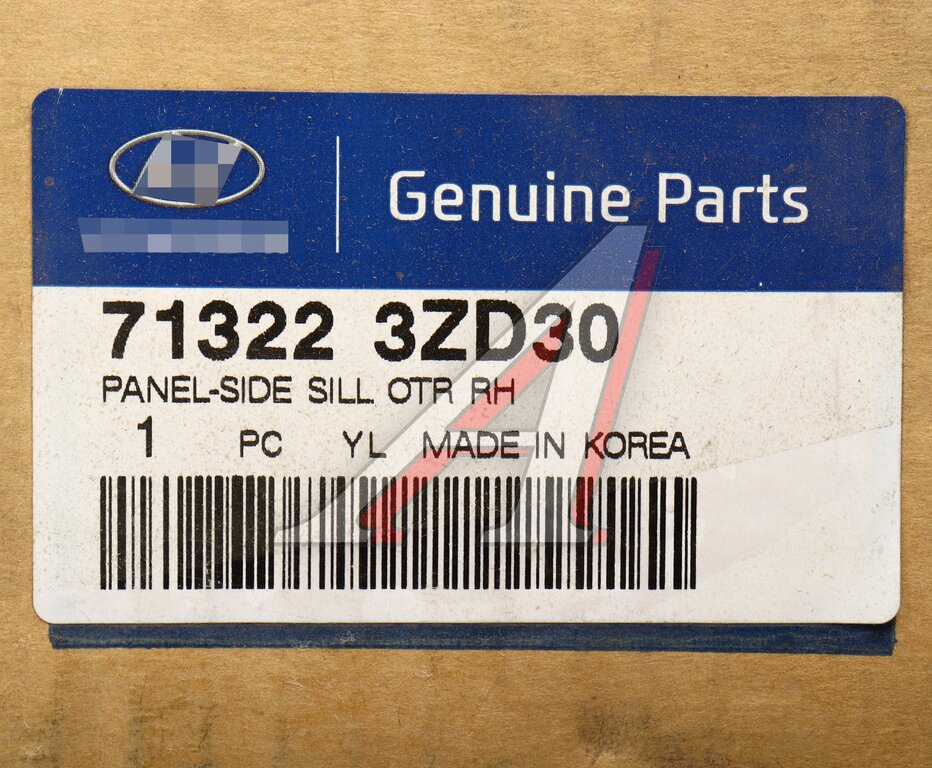 Genuine Parts
71322 3ZD30
PANEL-SIDE SILL OTR RH
1 PC YL MADE IN KOREA